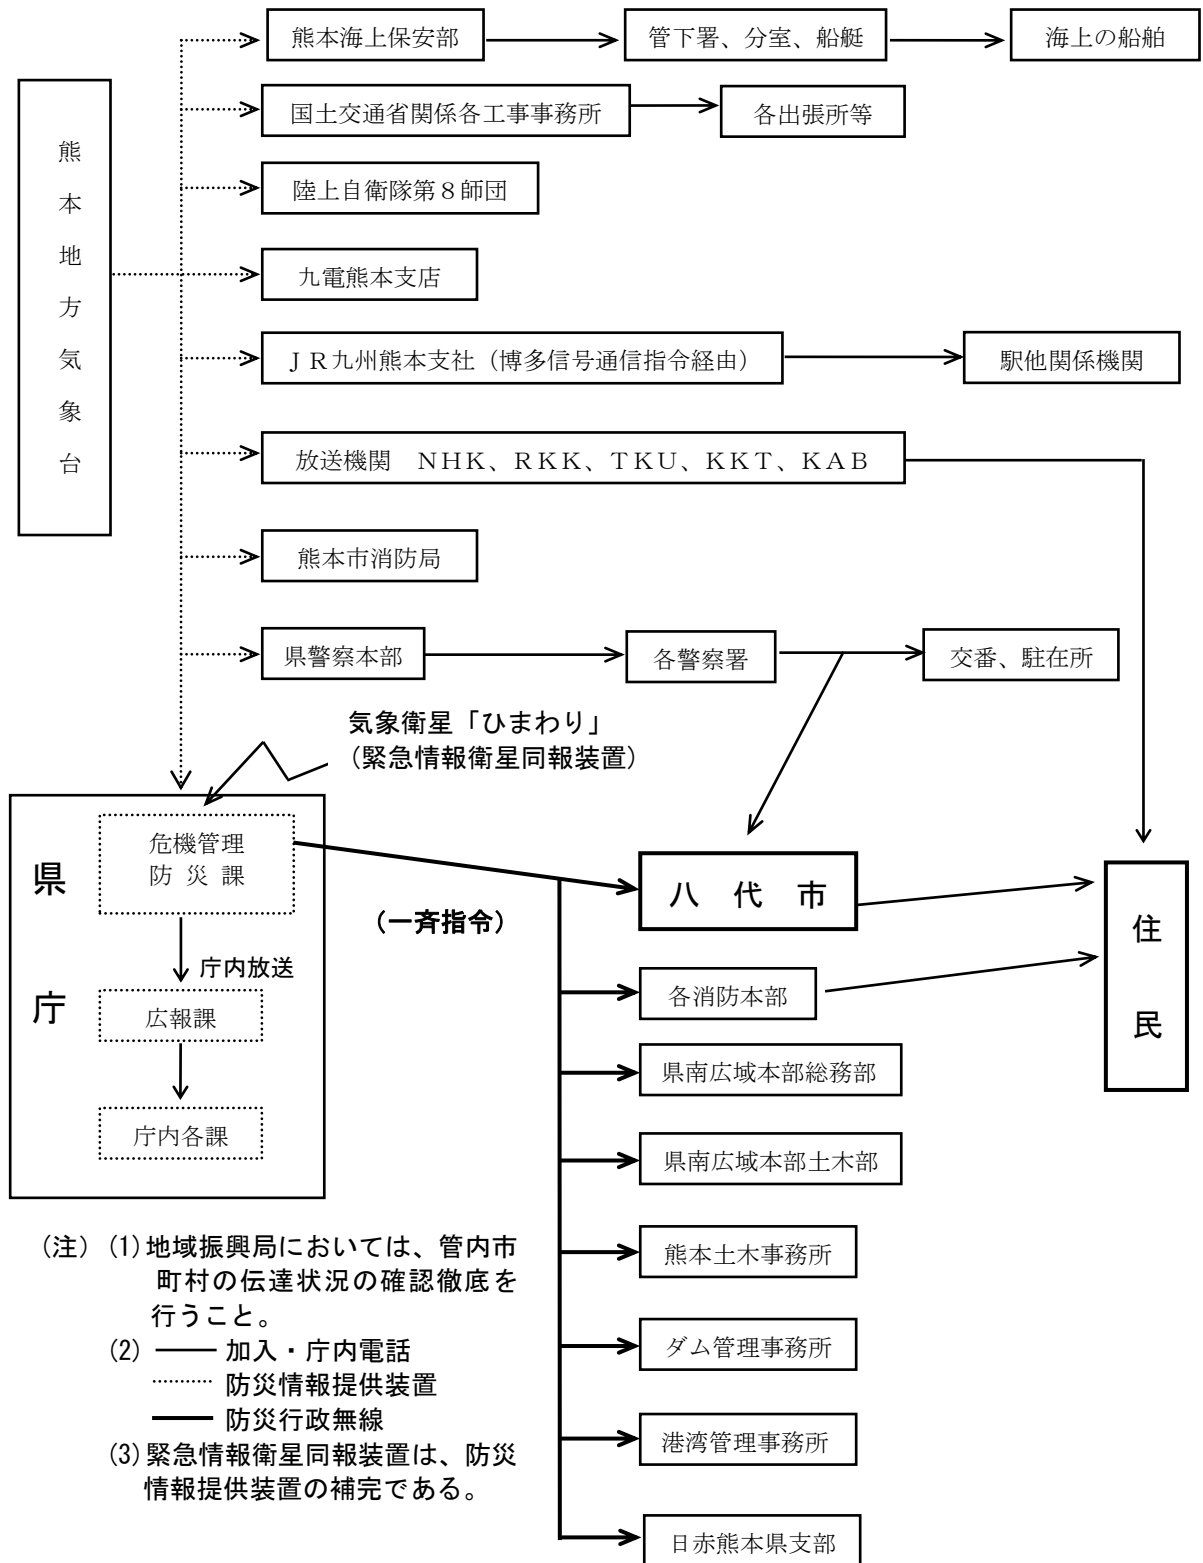 熊本海上保安部
管下署、分室、船艇
海上の船舶
熊本地方気象台
国土交通省関係各工事事務所
各出張所等
陸上自衛隊第8師団
九電熊本支店
JR九州熊本支社(博多信号通信指令経由)
駅他関係機関
放送機関 NHK、RKK、TKU、KKT、KAB
熊本市消防局
県警察本部
各警察署
交番、駐在所
気象衛星「ひまわり」
(緊急情報衛星同報装置)
県庁
危機管理
防災課
(一斉指令)
八代市
住民
庁内放送
各消防本部
広報課
県南広域本部総務部
庁内各課
県南広域本部土木部
熊本土木事務所
ダム管理事務所
港湾管理事務所
日赤熊本県支部
(注) (1)地域振興局においては、管内市
町村の伝達状況の確認徹底を
行うこと。
(2) 加入・庁内電話
防災情報提供装置
防災行政無線
(3)緊急情報衛星同報装置は、防災
情報提供装置の補完である。